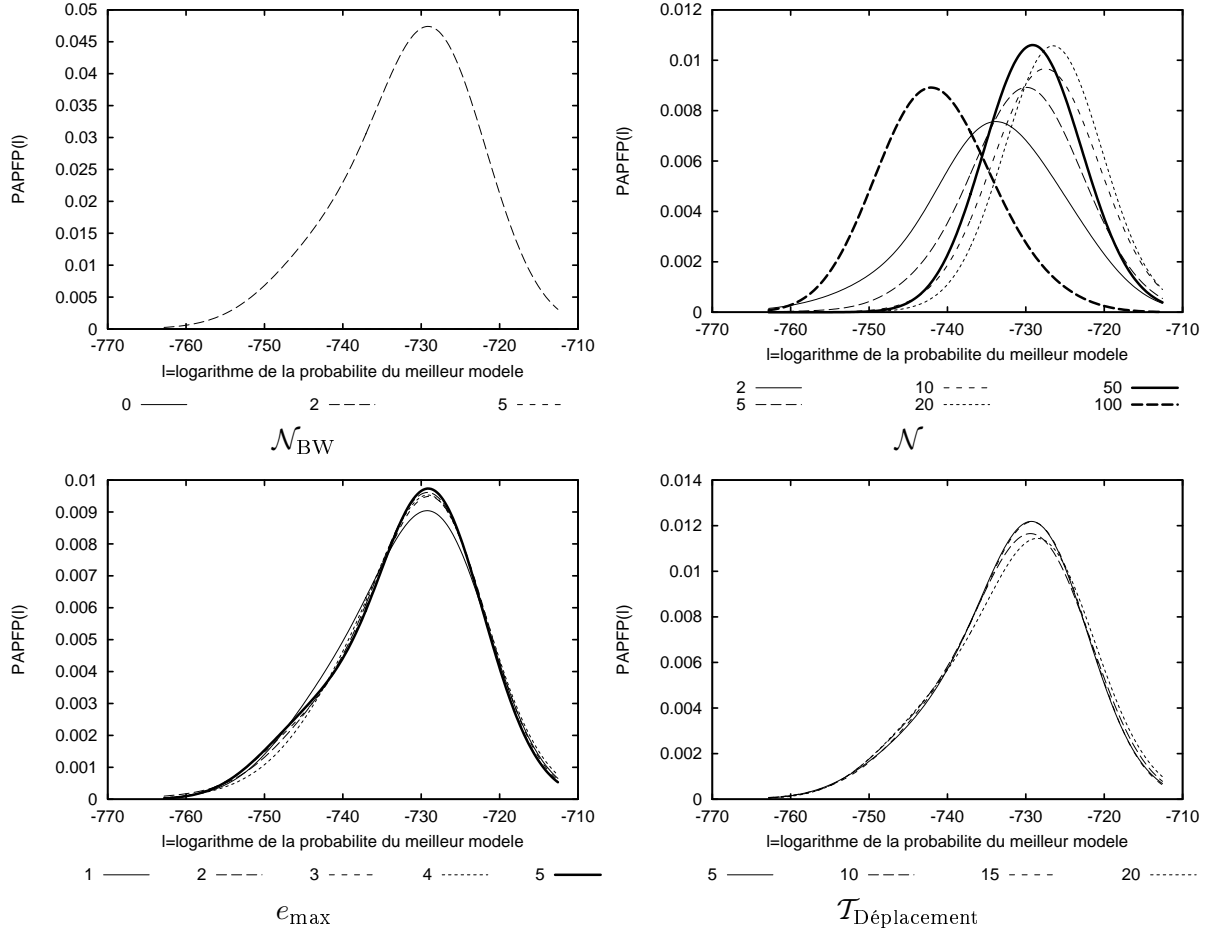 0.05
0.045
0.04
0.035
0.03
0.025
0.02
0.015
0.01
0.005
0
PAPFP(l)
-770 -760 -750 -740 -730 -720 -710
l=logarithme de la probabilite du meilleur modele
0 2 5
𝒩BW
0.012
0.01
0.008
0.006
0.004
0.002
0
PAPFP(l)
-770 -760 -750 -740 -730 -720 -710
l=logarithme de la probabilite du meilleur modele
2 10 50
5 20 100
𝒩
0.01
0.009
0.008
0.007
0.006
0.005
0.004
0.003
0.002
0.001
0
PAPFP(l)
-770 -760 -750 -740 -730 -720 -710
l=logarithme de la probabilite du meilleur modele
1 2 3 4 5
emax
0.014
0.012
0.01
0.008
0.006
0.004
0.002
0
PAPFP(l)
-770 -760 -750 -740 -730 -720 -710
l=logarithme de la probabilite du meilleur modele
5 10 15 20
𝒯Déplacement